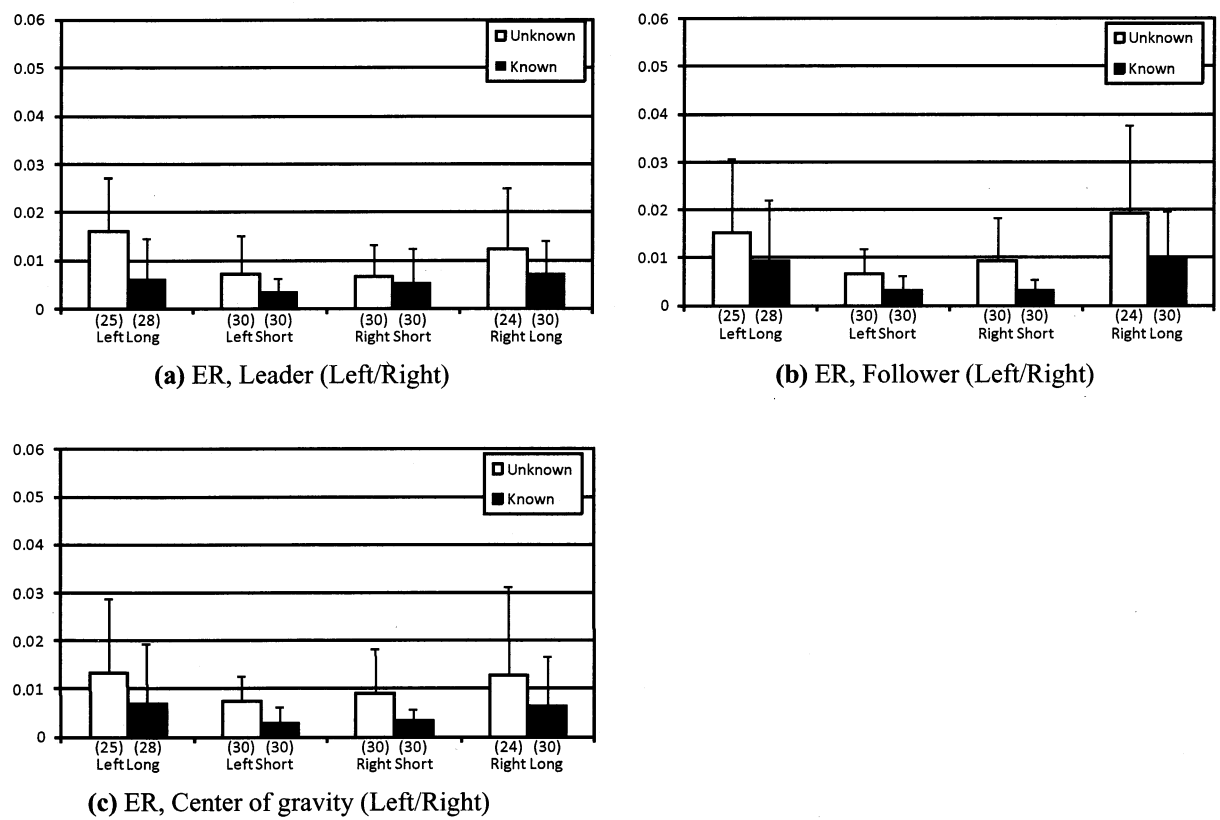 0.06
0.05
0.04
0.03
0.02
0.01
0
Unknown
Known
(25) (28) (30) (30) (30) (30) (24) (30)
Left Long Left Short Right Short Right Long
(a) ER, Leader (Left/Right)
0.06
0.05
0.04
0.03
0.02
0.01
0
Unknown
Known
(25) (28) (30) (30) (30) (30) (24) (30)
Left Long Left Short Right Short Right Long
(b) ER, Follower (Left/Right)
0.06
0.05
0.04
0.03
0.02
0.01
0
Unknown
Known
(25) (28) (30) (30) (30) (30) (24) (30)
Left Long Left Short Right Short Right Long
(c) ER, Center of gravity (Left/Right)